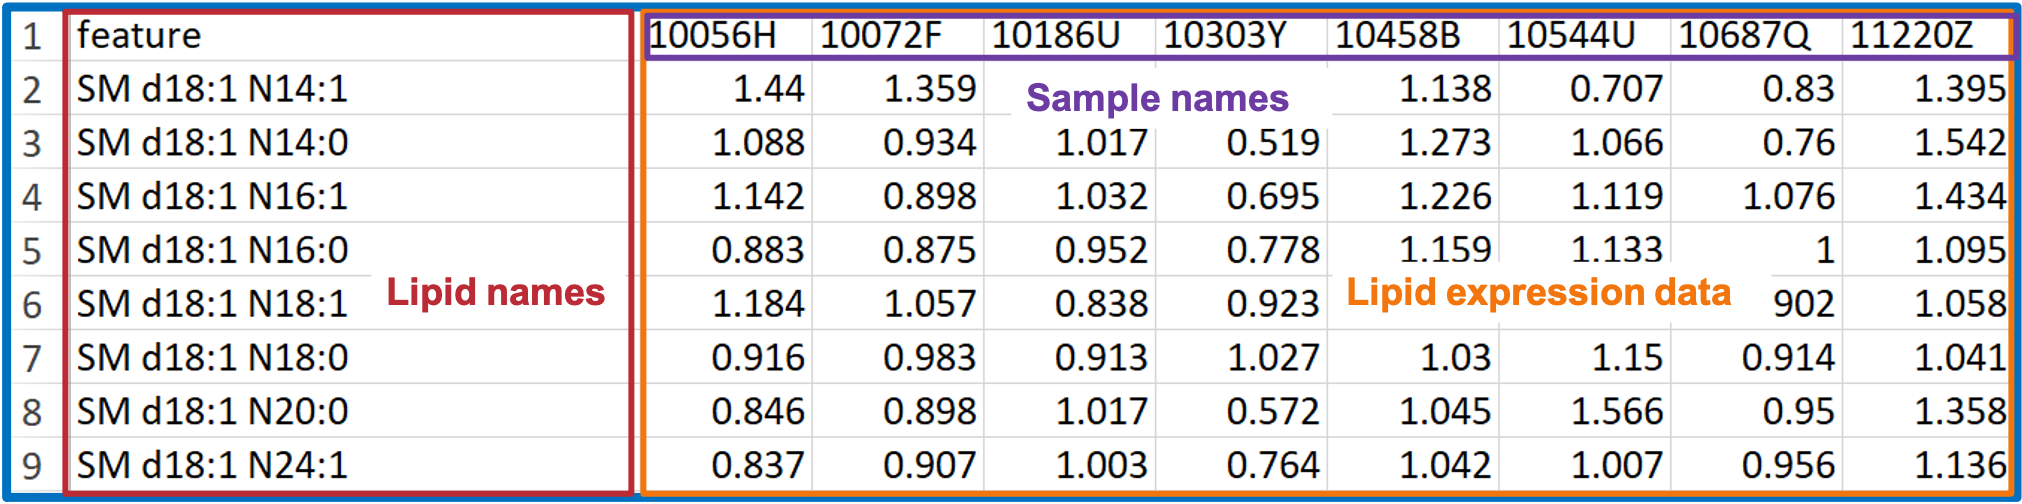 1 feature 10056H 10072F 10186U 10303Y 10458B 10544U 10687Q 11220Z
2 SM d18:1 N14:1 1.44 1.359 Sample names 1.138 0.707 0.83 1.395
3 SM d18:1 N14:0 1.088 0.934 1.017 0.519 1.273 1.066 0.76 1.542
4 SM d18:1 N16:1 1.142 0.898 1.032 0.695 1.226 1.119 1.076 1.434
5 SM d18:1 N16:0 0.883 0.875 0.952 0.778 1.159 1.133 1 1.095
6 SM d18:1 N18:1 Lipid names 1.184 1.057 0.838 0.923 Lipid expression data 902 1.058
7 SM d18:1 N18:0 0.916 0.983 0.913 1.027 1.03 1.15 0.914 1.041
8 SM d18:1 N20:0 0.846 0.898 1.017 0.572 1.045 1.566 0.95 1.358
9 SM d18:1 N24:1 0.837 0.907 1.003 0.764 1.042 1.007 0.956 1.136